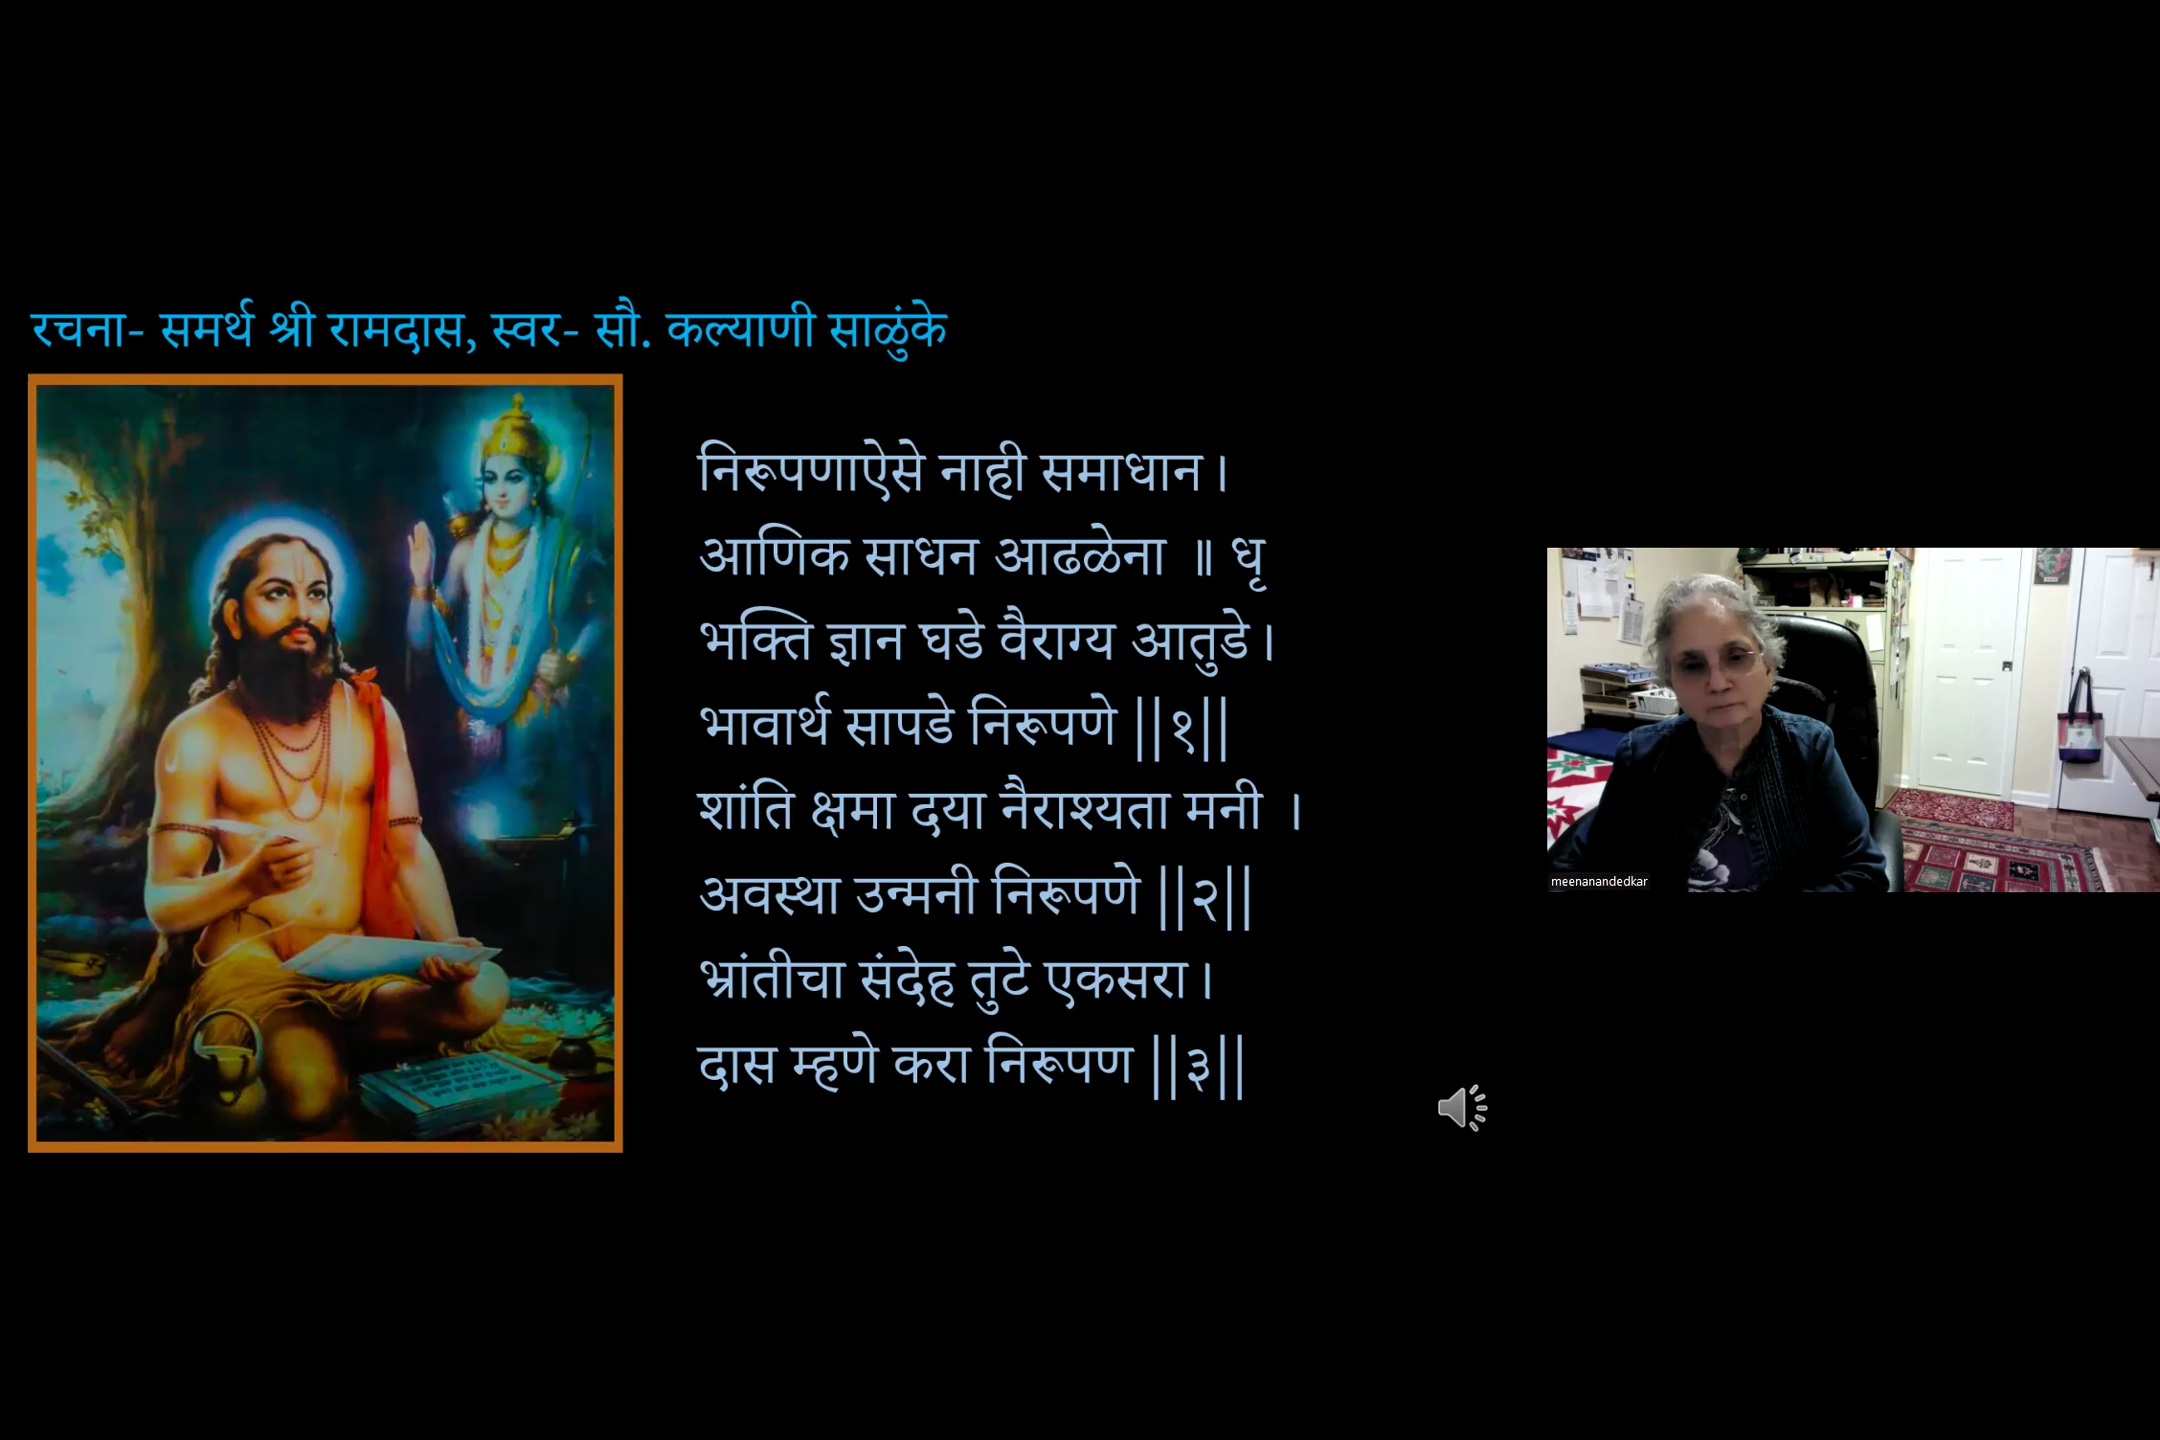 रचना- समर्थ श्री रामदास, स्वर- सौ. कल्याणी साळुंके
निरूपणाऐसे नाही समाधान।
आणिक साधन आढळेना ॥ धृ
भक्ति ज्ञान घडे वैराग्य आतुडे।
भावार्थ सापडे निरूपणे ||१||
शांति क्षमा दया नैराश्यता मनी ।
अवस्था उन्मनी निरूपणे ||२||
भ्रांतीचा संदेह तुटे एकसरा।
दास म्हणे करा निरूपण ||३||
meenanandedkar